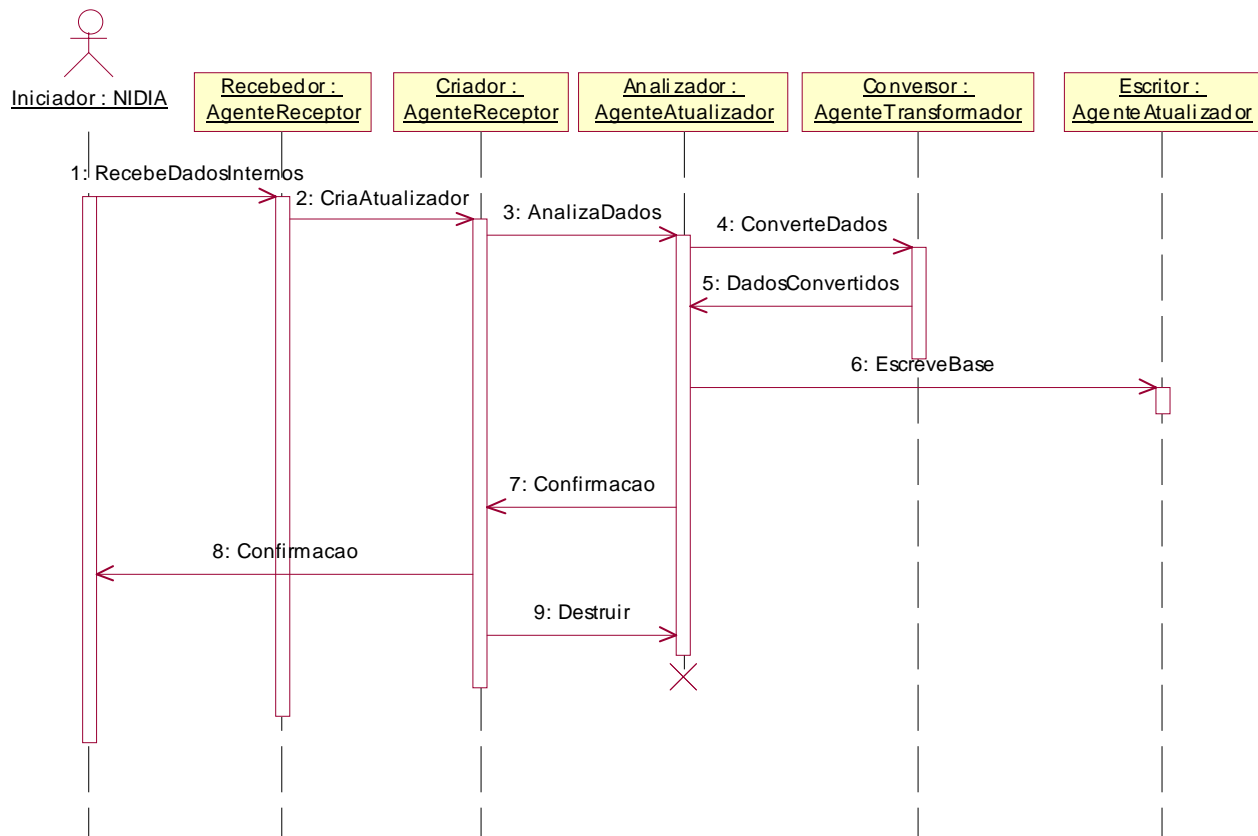 Iniciador : NIDIA
Recebedor :
AgenteReceptor
Criador :
AgenteReceptor
Analizador :
AgenteAtualizador
Conversor :
AgenteTransformador
Escritor :
AgenteAtualizador
1: RecebeDadosInternos
2: CriaAtualizador
3: AnalizaDados
4: ConverteDados
5: DadosConvertidos
6: EscreveBase
7: Confirmacao
8: Confirmacao
9: Destruir